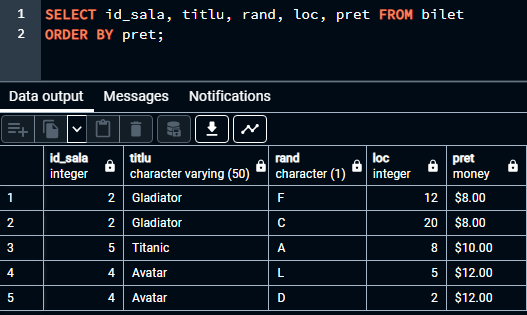 1 SELECT id_sala, titlu, rand, loc, pret FROM bilet
2 ORDER BY pret;
Data output Messages Notifications
id_sala titlu rand loc pret
integer character varying (50) character (1) integer money
1 2 Gladiator F 12 $8.00
2 2 Gladiator C 20 $8.00
3 5 Titanic A 8 $10.00
4 4 Avatar L 5 $12.00
5 4 Avatar D 2 $12.00